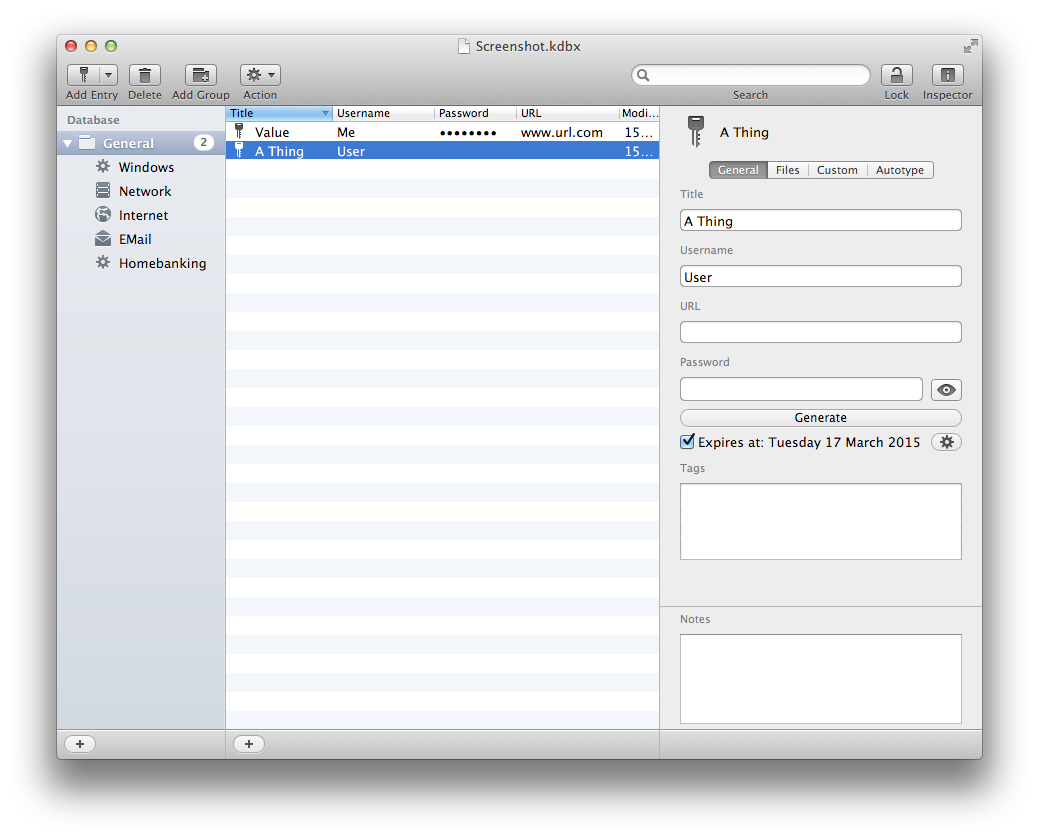 Screenshot.kdbx
Add Entry Delete Add Group Action Search Lock Inspector
Database
General 2
Windows
Network
Internet
EMail
Homebanking
Title Username Password URL Modi...
Value Me •••••••• www.url.com 15...
A Thing User 15...
A Thing
General Files Custom Autotype
Title
A Thing
Username
User
URL
Password
Generate
Expires at: Tuesday 17 March 2015
Tags
Notes